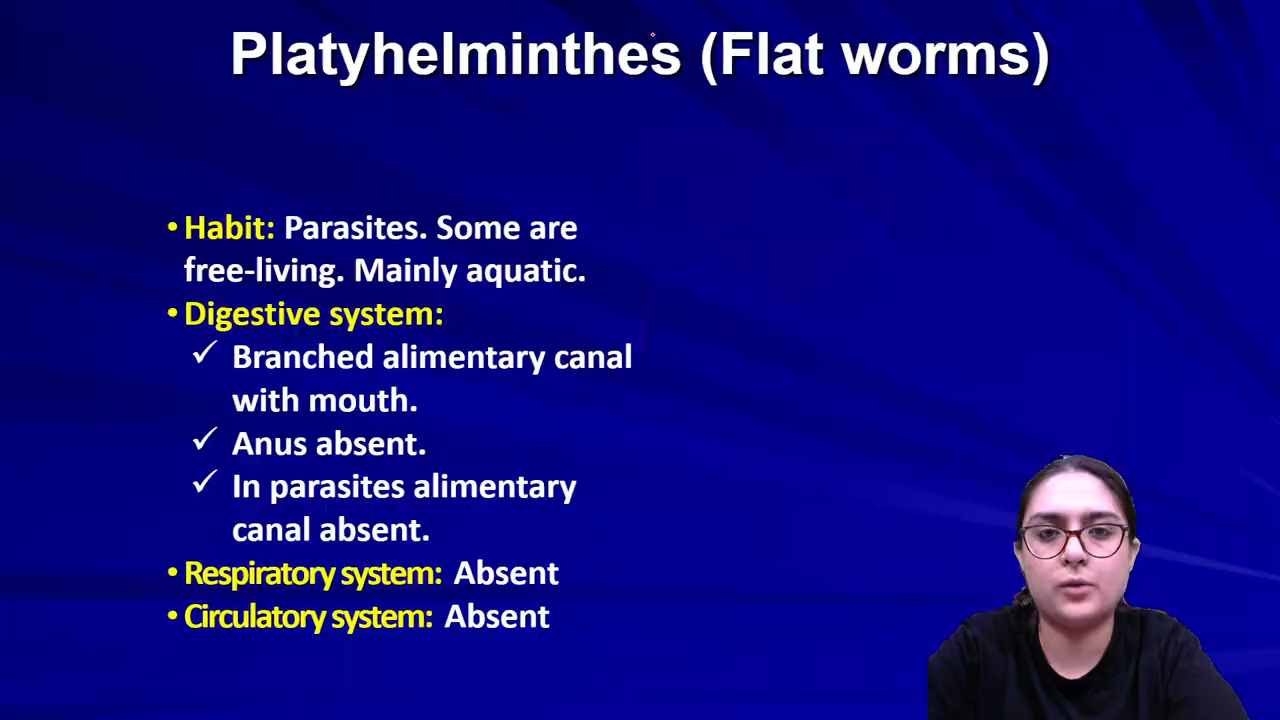 Platyhelminthes (Flat worms)
• Habit: Parasites. Some are
free-living. Mainly aquatic.
• Digestive system:
✓ Branched alimentary canal
with mouth.
✓ Anus absent.
✓ In parasites alimentary
canal absent.
• Respiratory system: Absent
• Circulatory system: Absent